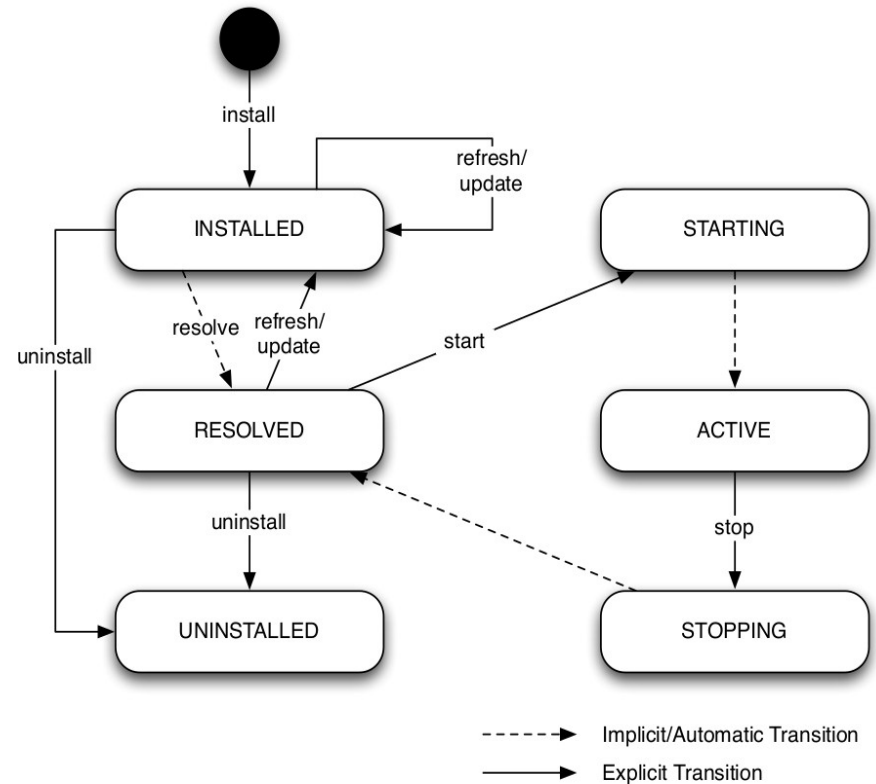 install
refresh/
update
INSTALLED
STARTING
resolve
refresh/
update
start
uninstall
RESOLVED
ACTIVE
uninstall
stop
UNINSTALLED
STOPPING
Implicit/Automatic Transition
Explicit Transition